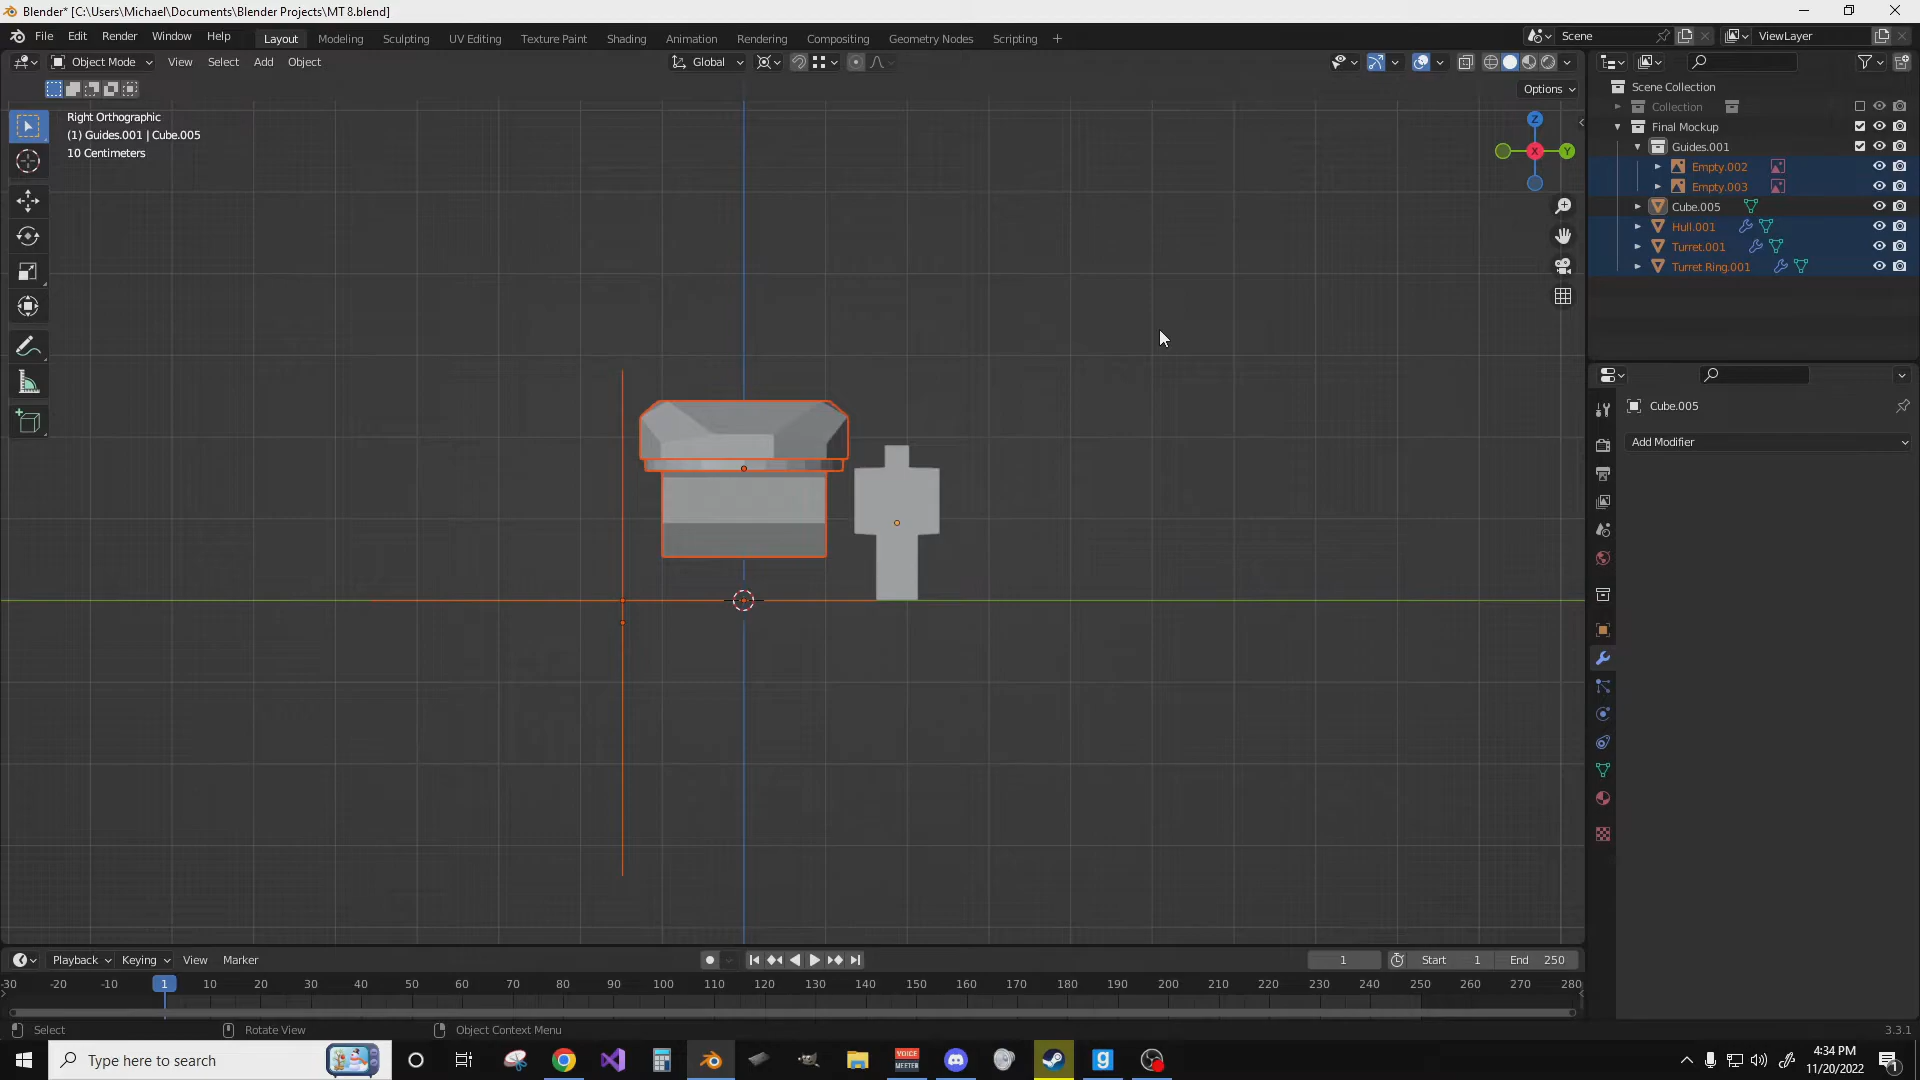 Blender* [C:\Users\Michael\Documents\Blender Projects\MT 8.blend]
File Edit Render Window Help Layout Modeling Sculpting UV Editing Texture Paint Shading Animation Rendering Compositing Geometry Nodes Scripting + Scene ViewLayer
Object Mode View Select Add Object Global
Options
Right Orthographic
(1) Guides.001 | Cube.005
10 Centimeters
Z
X
Y
Scene Collection
Collection
Final Mockup
Guides.001
Empty.002
Empty.003
Cube.005
Hull.001
Turret.001
Turret Ring.001
Cube.005
Add Modifier
Playback Keying View Marker 1 Start 1 End 250
-30 -20 -10 1 10 20 30 40 50 60 70 80 90 100 110 120 130 140 150 160 170 180 190 200 210 220 230 240 250 260 270 280
Select Rotate View Object Context Menu 3.3.1
Type here to search
VOICE MEETER
4:34 PM
11/20/2022
1